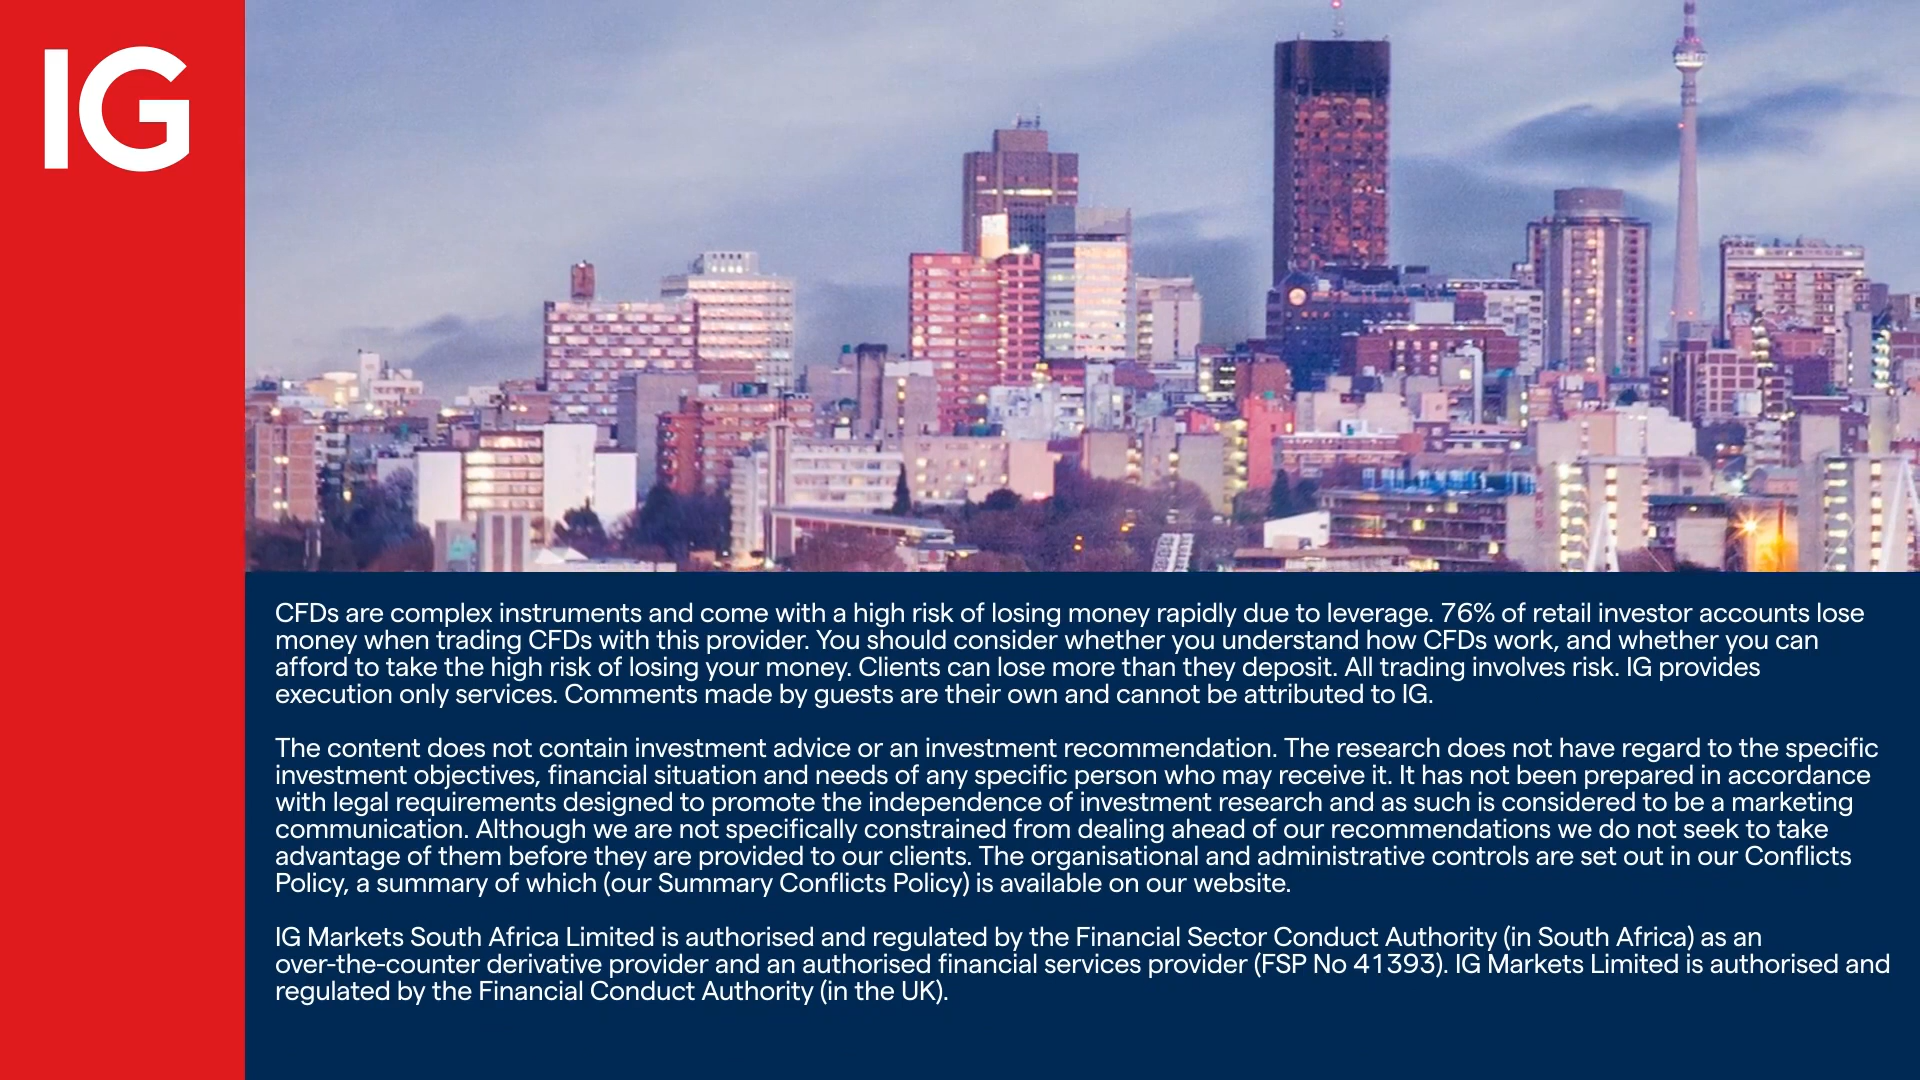 IG
CFDs are complex instruments and come with a high risk of losing money rapidly due to leverage. 76% of retail investor accounts lose
money when trading CFDs with this provider. You should consider whether you understand how CFDs work, and whether you can
afford to take the high risk of losing your money. Clients can lose more than they deposit. All trading involves risk. IG provides
execution only services. Comments made by guests are their own and cannot be attributed to IG.
The content does not contain investment advice or an investment recommendation. The research does not have regard to the specific
investment objectives, financial situation and needs of any specific person who may receive it. It has not been prepared in accordance
with legal requirements designed to promote the independence of investment research and as such is considered to be a marketing
communication. Although we are not specifically constrained from dealing ahead of our recommendations we do not seek to take
advantage of them before they are provided to our clients. The organisational and administrative controls are set out in our Conflicts
Policy, a summary of which (our Summary Conflicts Policy) is available on our website.
IG Markets South Africa Limited is authorised and regulated by the Financial Sector Conduct Authority (in South Africa) as an
over-the-counter derivative provider and an authorised financial services provider (FSP No 41393). IG Markets Limited is authorised and
regulated by the Financial Conduct Authority (in the UK).